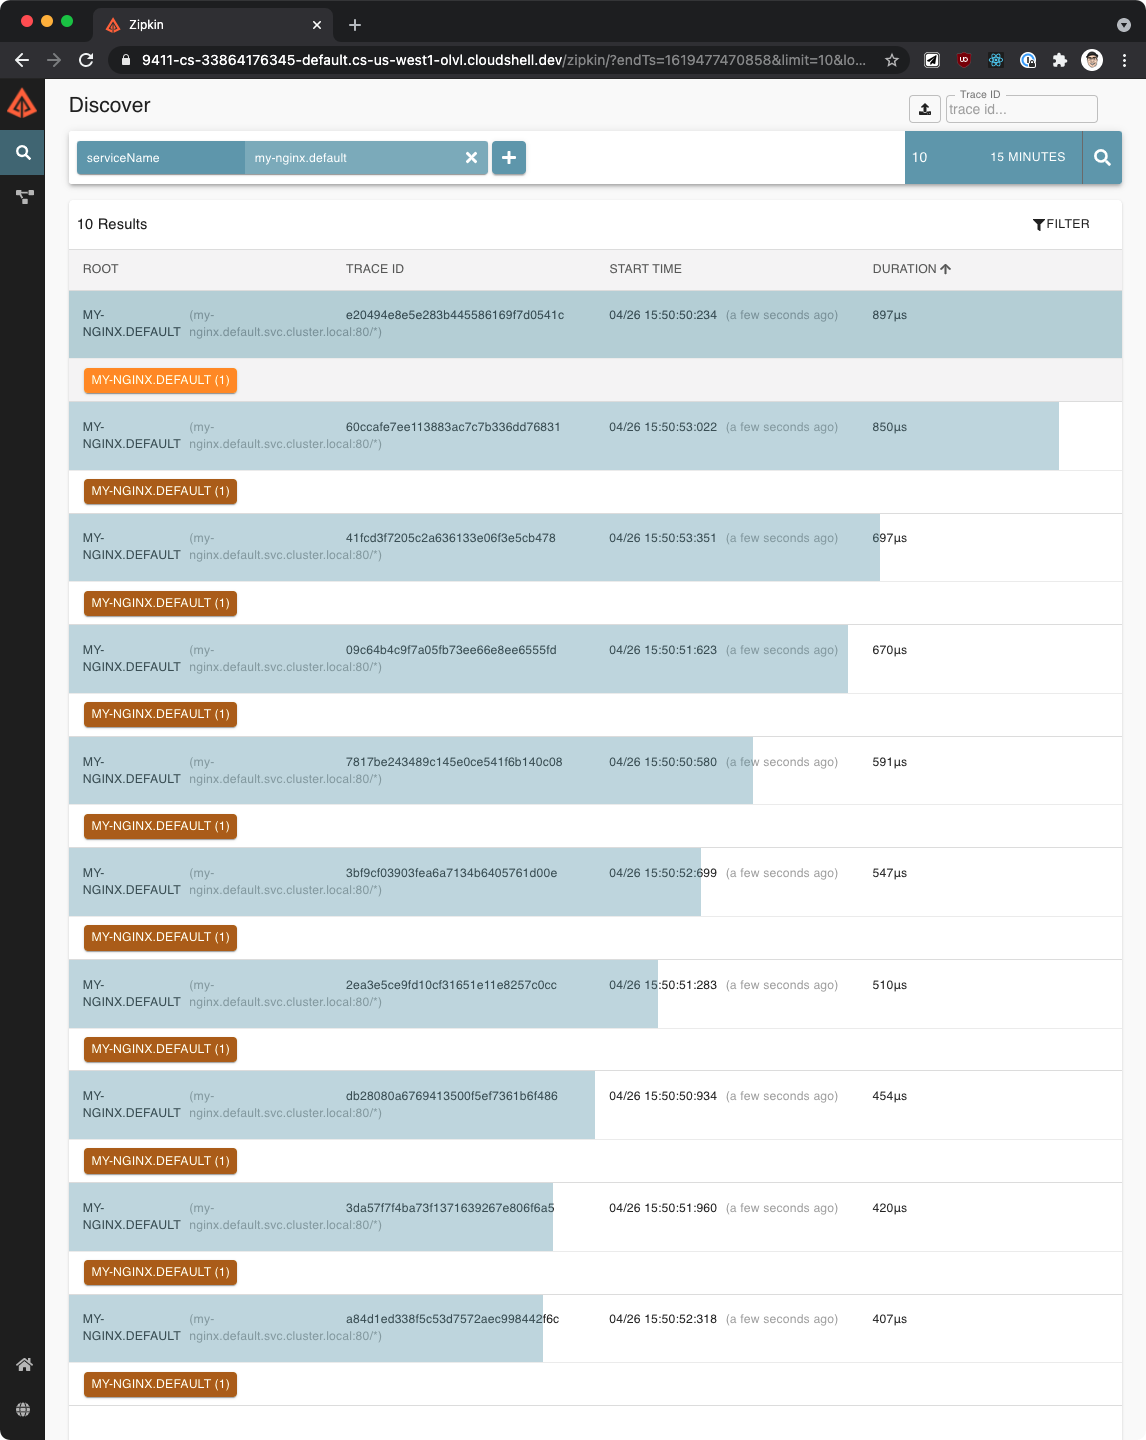 Zipkin
9411-cs-33864176345-default.cs-us-west1-olvl.cloudshell.dev/zipkin/?endTs=1619477470858&limit=10&lo...
Discover
Trace ID
trace id...
serviceName my-nginx.default
10 15 MINUTES
10 Results
FILTER
ROOT TRACE ID START TIME DURATION
MY- (my- e20494e8e5e283b445586169f7d0541c 04/26 15:50:50:234 (a few seconds ago) 897µs
NGINX.DEFAULT nginx.default.svc.cluster.local:80/*)
MY-NGINX.DEFAULT (1)
MY- (my- 60ccafe7ee113883ac7c7b336dd76831 04/26 15:50:53:022 (a few seconds ago) 850µs
NGINX.DEFAULT nginx.default.svc.cluster.local:80/*)
MY-NGINX.DEFAULT (1)
MY- (my- 41fcd3f7205c2a636133e06f3e5cb478 04/26 15:50:53:351 (a few seconds ago) 697µs
NGINX.DEFAULT nginx.default.svc.cluster.local:80/*)
MY-NGINX.DEFAULT (1)
MY- (my- 09c64b4c9f7a05fb73ee66e8ee6555fd 04/26 15:50:51:623 (a few seconds ago) 670µs
NGINX.DEFAULT nginx.default.svc.cluster.local:80/*)
MY-NGINX.DEFAULT (1)
MY- (my- 7817be243489c145e0ce541f6b140c08 04/26 15:50:50:580 (a few seconds ago) 591µs
NGINX.DEFAULT nginx.default.svc.cluster.local:80/*)
MY-NGINX.DEFAULT (1)
MY- (my- 3bf9cf03903fea6a7134b6405761d00e 04/26 15:50:52:699 (a few seconds ago) 547µs
NGINX.DEFAULT nginx.default.svc.cluster.local:80/*)
MY-NGINX.DEFAULT (1)
MY- (my- 2ea3e5ce9fd10cf31651e11e8257c0cc 04/26 15:50:51:283 (a few seconds ago) 510µs
NGINX.DEFAULT nginx.default.svc.cluster.local:80/*)
MY-NGINX.DEFAULT (1)
MY- (my- db28080a6769413500f5ef7361b6f486 04/26 15:50:50:934 (a few seconds ago) 454µs
NGINX.DEFAULT nginx.default.svc.cluster.local:80/*)
MY-NGINX.DEFAULT (1)
MY- (my- 3da57f7f4ba73f1371639267e806f6a5 04/26 15:50:51:960 (a few seconds ago) 420µs
NGINX.DEFAULT nginx.default.svc.cluster.local:80/*)
MY-NGINX.DEFAULT (1)
MY- (my- a84d1ed338f5c53d7572aec998442f6c 04/26 15:50:52:318 (a few seconds ago) 407µs
NGINX.DEFAULT nginx.default.svc.cluster.local:80/*)
MY-NGINX.DEFAULT (1)